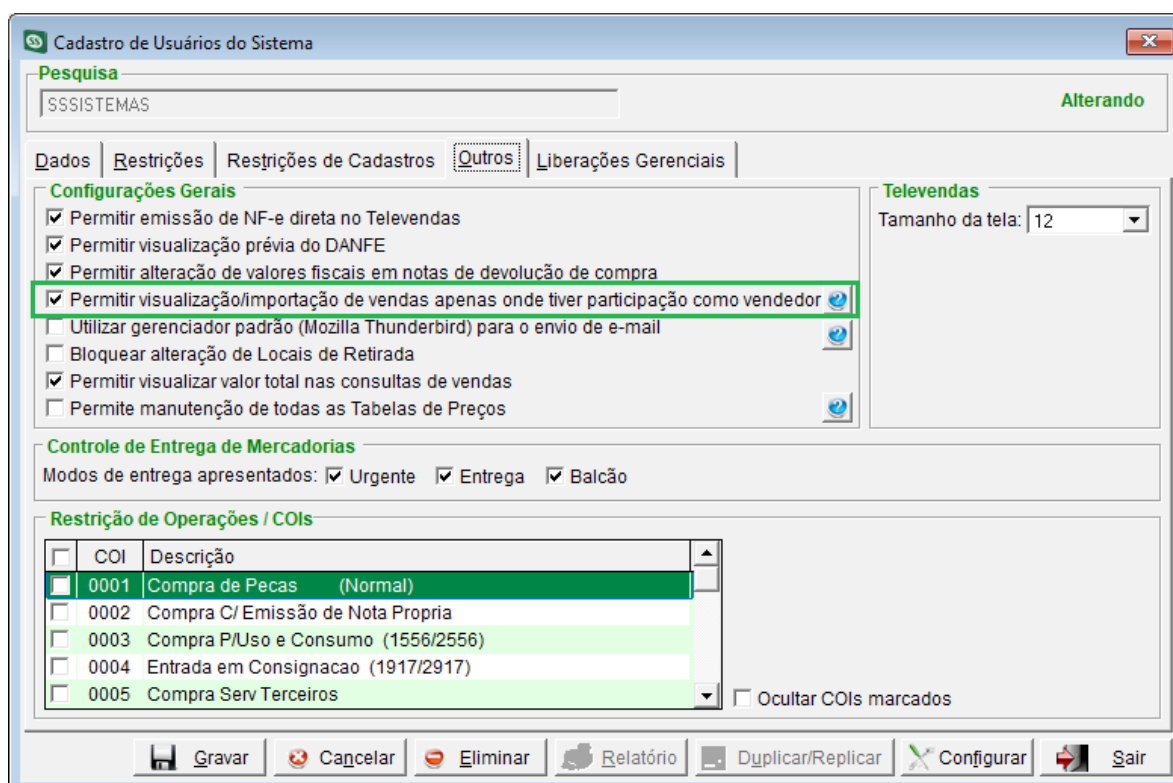 Cadastro de Usuários do Sistema
Pesquisa
SSSISTEMAS
Alterando
Dados Restrições Restrições de Cadastros Outros Liberações Gerenciais
Configurações Gerais
Permitir emissão de NF-e direta no Televendas
Permitir visualização prévia do DANFE
Permitir alteração de valores fiscais em notas de devolução de compra
Permitir visualização/importação de vendas apenas onde tiver participação como vendedor
Utilizar gerenciador padrão (Mozilla Thunderbird) para o envio de e-mail
Bloquear alteração de Locais de Retirada
Permitir visualizar valor total nas consultas de vendas
Permite manutenção de todas as Tabelas de Preços
Televendas
Tamanho da tela: 12
Controle de Entrega de Mercadorias
Modos de entrega apresentados: Urgente Entrega Balcão
Restrição de Operações / COIs
COI Descrição
0001 Compra de Pecas (Normal)
0002 Compra C/ Emissão de Nota Propria
0003 Compra P/Uso e Consumo (1556/2556)
0004 Entrada em Consignacao (1917/2917)
0005 Compra Serv Terceiros
Ocultar COIs marcados
Gravar Cancelar Eliminar Relatório Duplicar/Replicar Configurar Sair